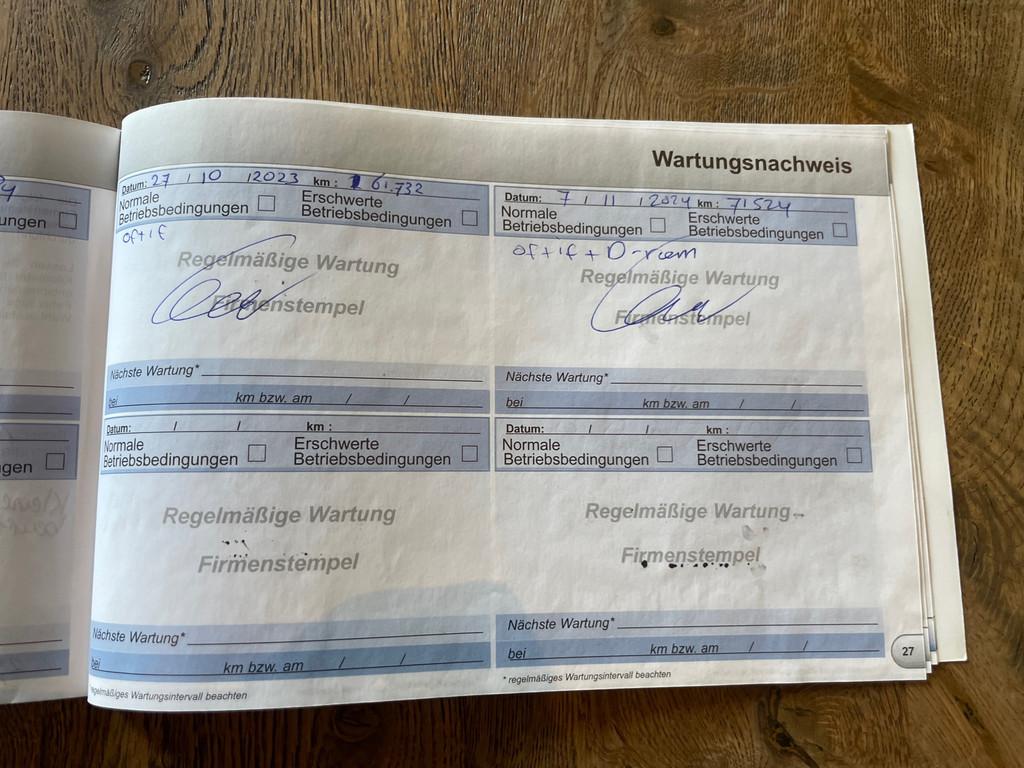 Wartungsnachweis
Datum: 27 / 10 / 2023 km : 61.732
Normale
Betriebsbedingungen
Erschwerte
Betriebsbedingungen
of + if
Regelmäßige Wartung
Firmenstempel
Nächste Wartung*
bei km bzw. am / /
Datum: 7 / 11 / 2024 km : 71524
Normale
Betriebsbedingungen
Erschwerte
Betriebsbedingungen
of + if + D-riem
Regelmäßige Wartung
Firmenstempel
Nächste Wartung*
bei km bzw. am / /
Datum: / / km :
Normale
Betriebsbedingungen
Erschwerte
Betriebsbedingungen
Regelmäßige Wartung
Firmenstempel
Nächste Wartung*
bei km bzw. am / /
* regelmäßiges Wartungsintervall beachten
Datum: / / km :
Normale
Betriebsbedingungen
Erschwerte
Betriebsbedingungen
Regelmäßige Wartung
Firmenstempel
Nächste Wartung*
bei km bzw. am / /
* regelmäßiges Wartungsintervall beachten
27